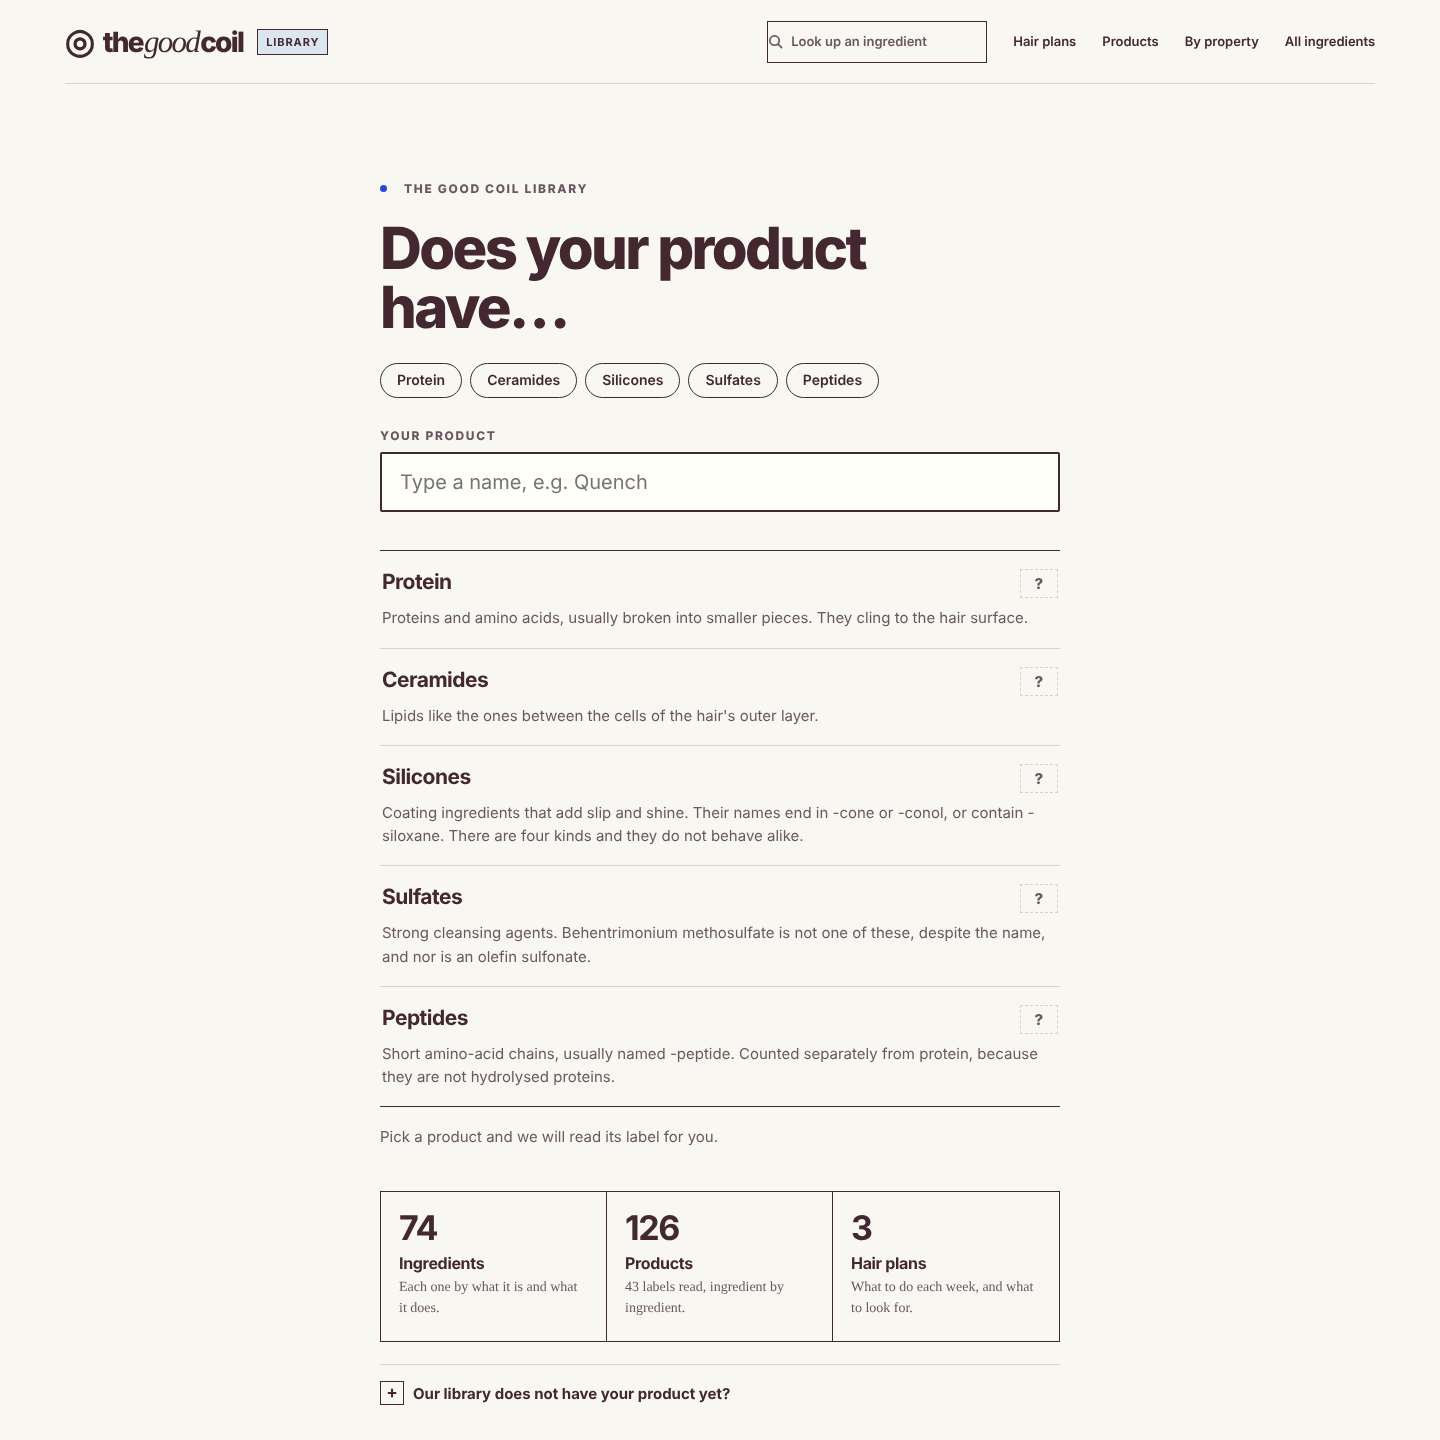 thegoodcoil LIBRARY
Look up an ingredient
Hair plans Products By property All ingredients
THE GOOD COIL LIBRARY
Does your product
have…
Protein Ceramides Silicones Sulfates Peptides
YOUR PRODUCT
Type a name, e.g. Quench
Protein ?
Proteins and amino acids, usually broken into smaller pieces. They cling to the hair surface.
Ceramides ?
Lipids like the ones between the cells of the hair's outer layer.
Silicones ?
Coating ingredients that add slip and shine. Their names end in -cone or -conol, or contain -
siloxane. There are four kinds and they do not behave alike.
Sulfates ?
Strong cleansing agents. Behentrimonium methosulfate is not one of these, despite the name,
and nor is an olefin sulfonate.
Peptides ?
Short amino-acid chains, usually named -peptide. Counted separately from protein, because
they are not hydrolysed proteins.
Pick a product and we will read its label for you.
74
Ingredients
Each one by what it is and what
it does.
126
Products
43 labels read, ingredient by
ingredient.
3
Hair plans
What to do each week, and what
to look for.
+ Our library does not have your product yet?